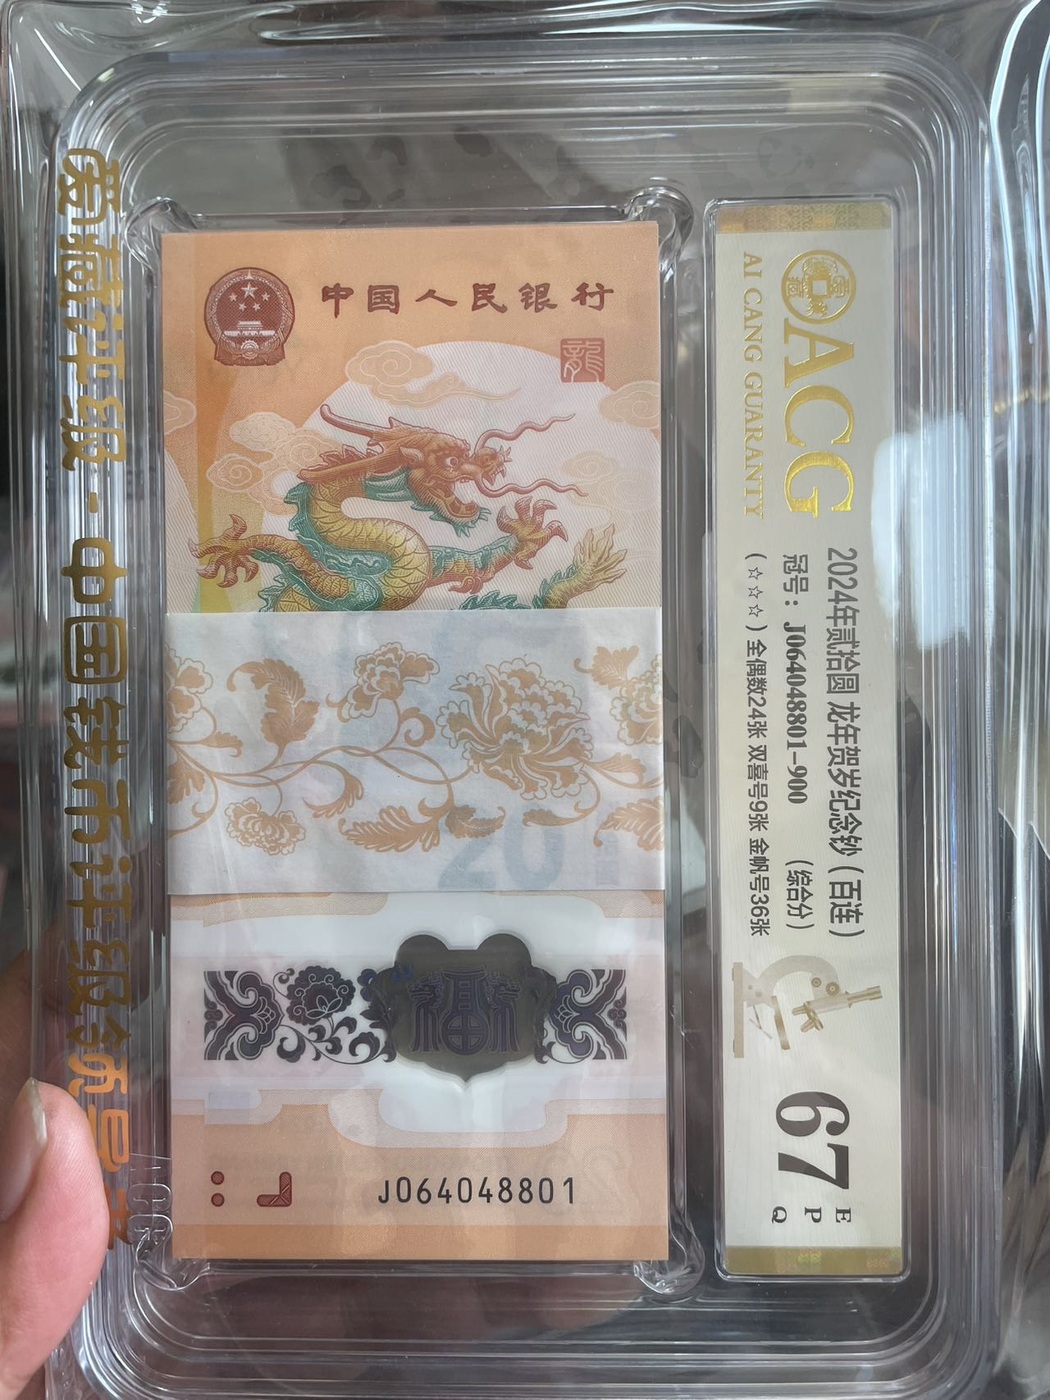 爱藏评级·中国钱币评级领导者
中国人民银行
龍
福
J064048801
ACG
AI CANG GUARANTY
2024年贰拾圆 龙年贺岁纪念钞（百连）
冠号：J064048801-900 （综合分）
（☆☆☆）全偶数24张 双喜号9张 金帆号36张
67
E
P
Q